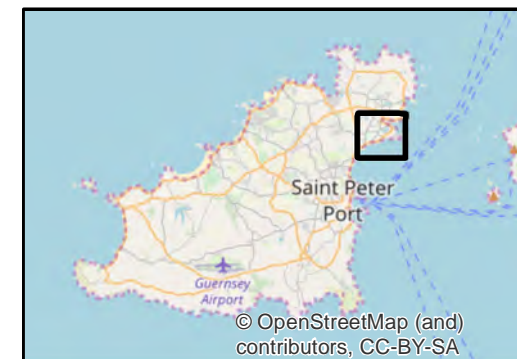 Saint Peter
Port
Guernsey
Airport
© OpenStreetMap (and)
contributors, CC-BY-SA